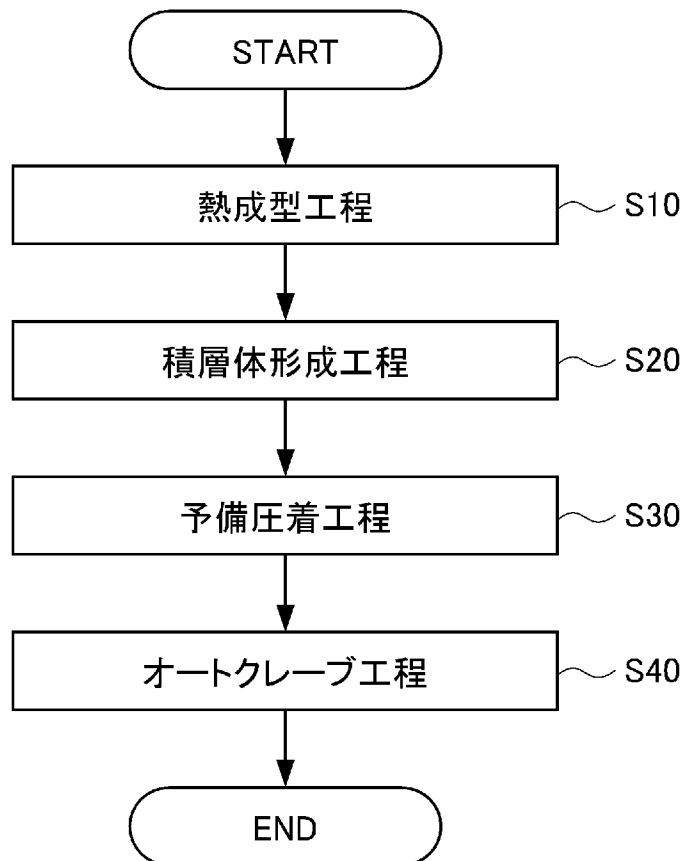 START
熱成型工程
S10
積層体形成工程
S20
予備圧着工程
S30
オートクレーブ工程
S40
END